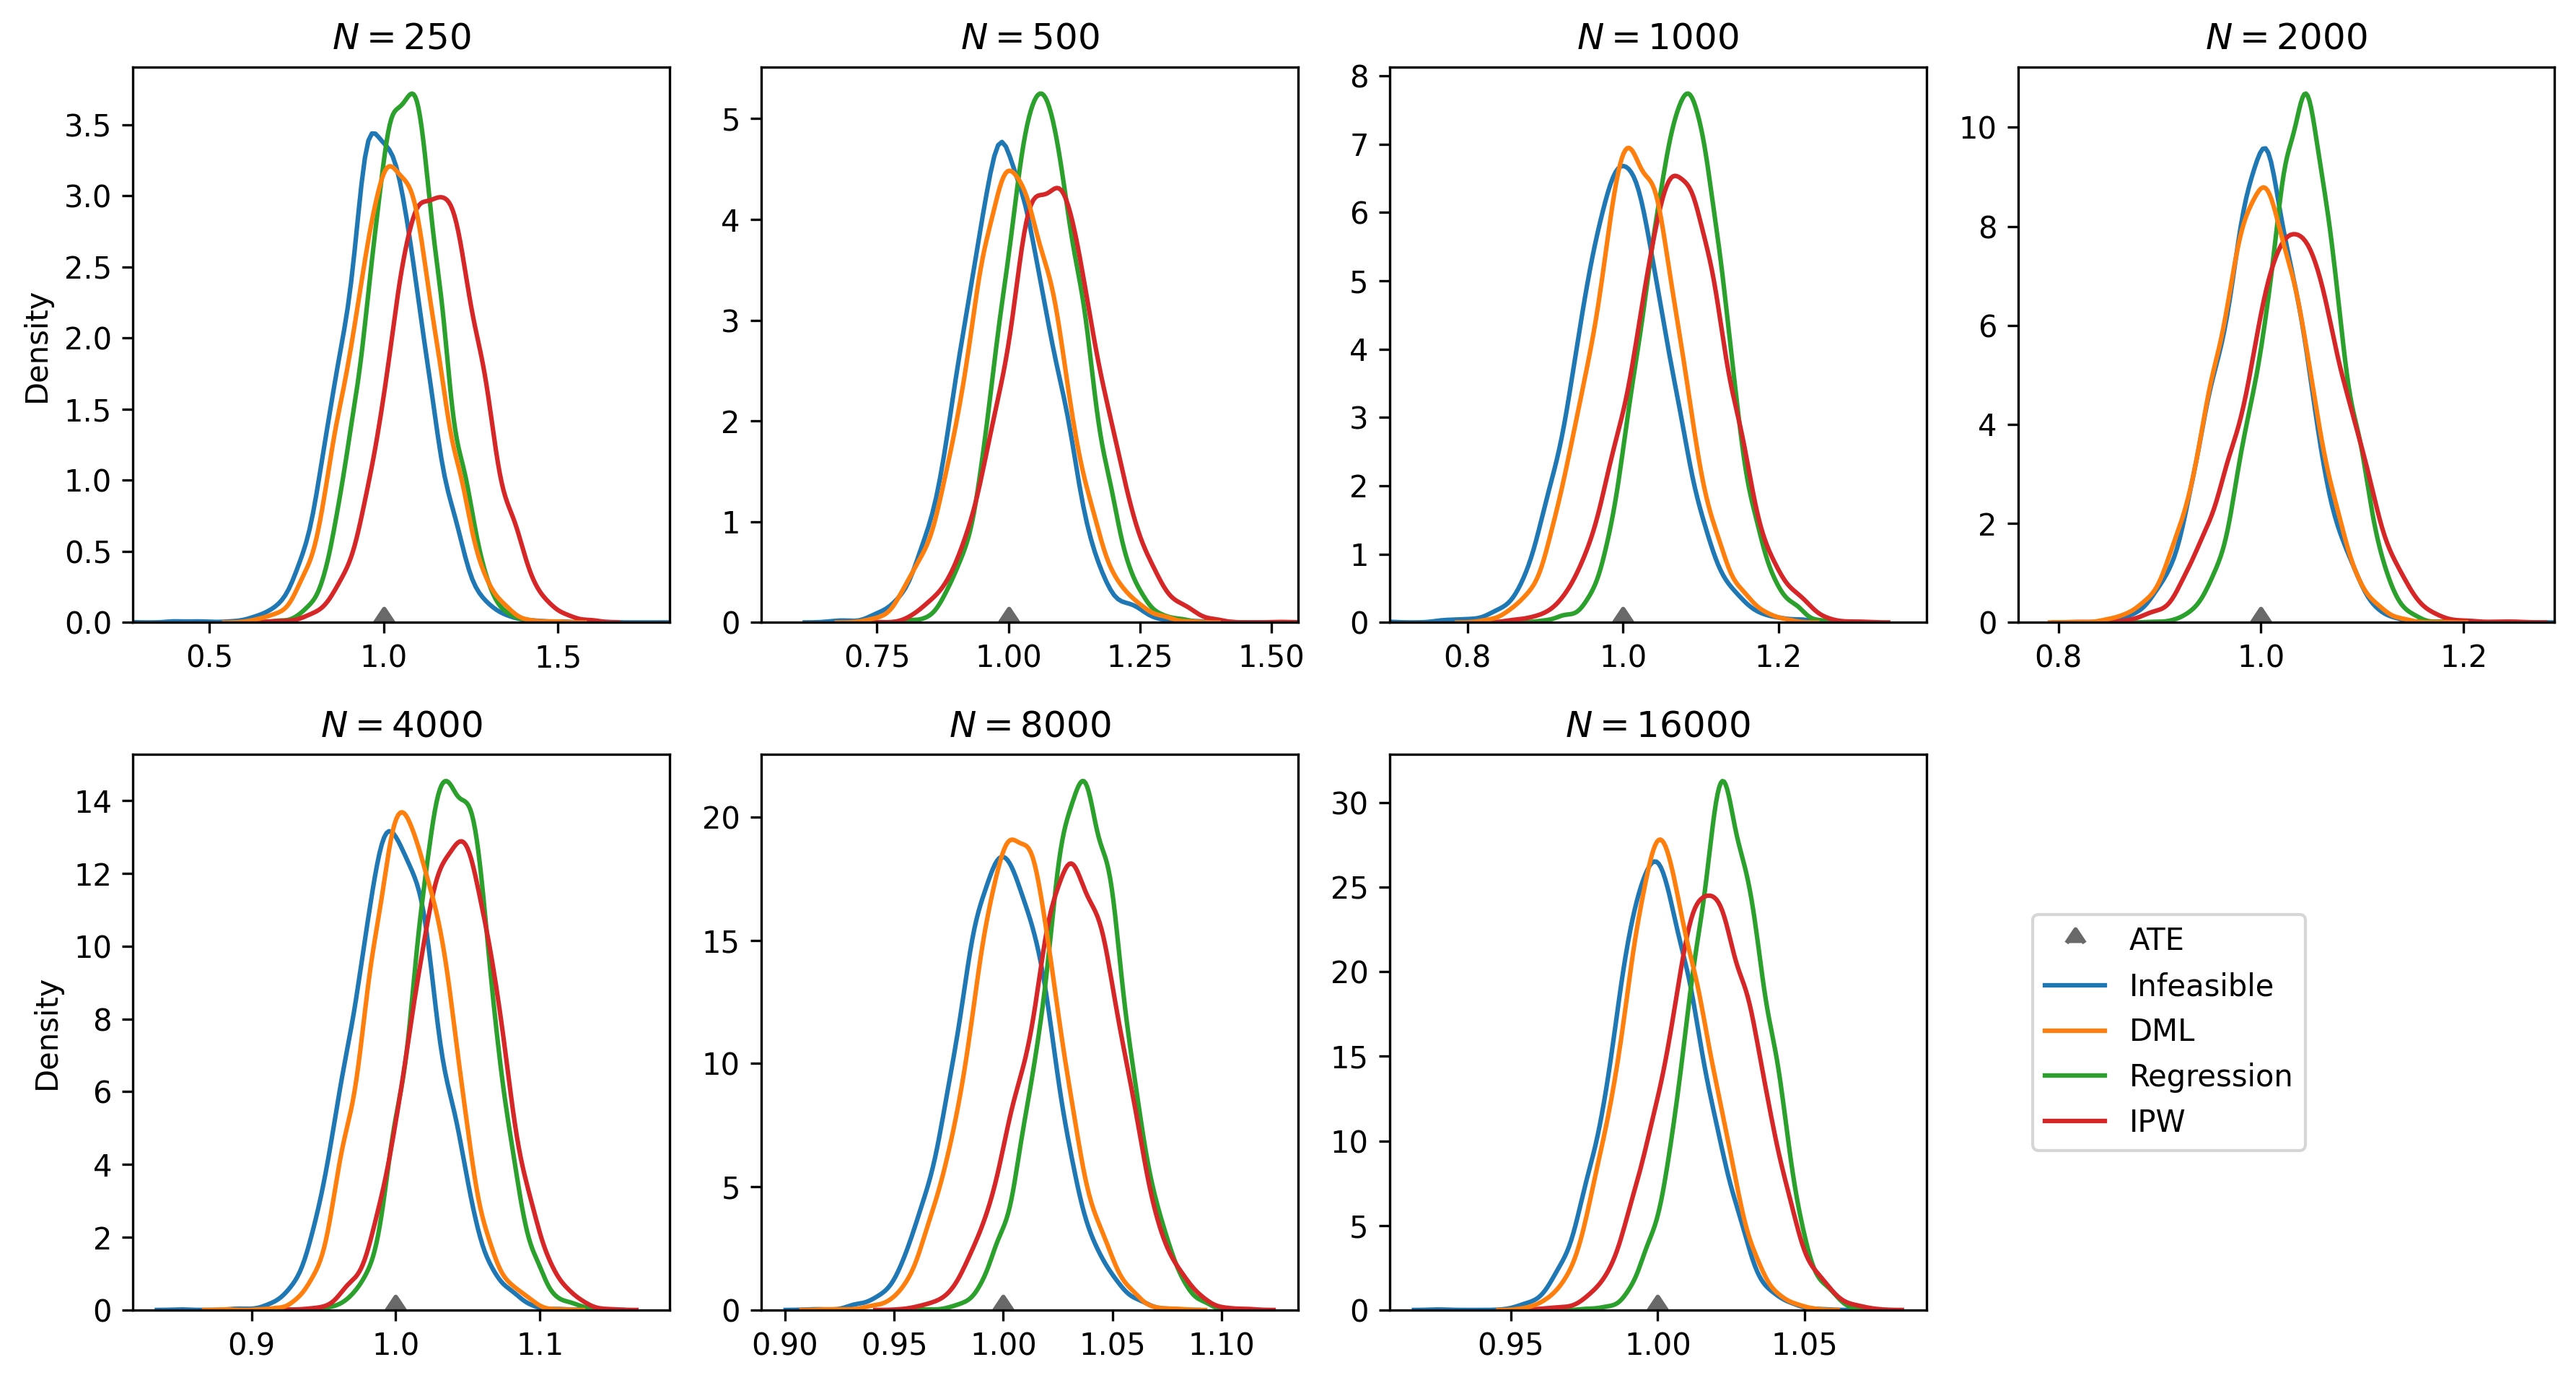 N = 250
N = 500
N = 1000
N = 2000
Density
3.5
3.0
2.5
2.0
1.5
1.0
0.5
0.0
0.5 1.0 1.5
5
4
3
2
1
0
0.75 1.00 1.25 1.50
8
7
6
5
4
3
2
1
0
0.8 1.0 1.2
10
8
6
4
2
0
0.8 1.0 1.2
N = 4000
N = 8000
N = 16000
Density
14
12
10
8
6
4
2
0
0.9 1.0 1.1
20
15
10
5
0
0.90 0.95 1.00 1.05 1.10
30
25
20
15
10
5
0
0.95 1.00 1.05
ATE
Infeasible
DML
Regression
IPW